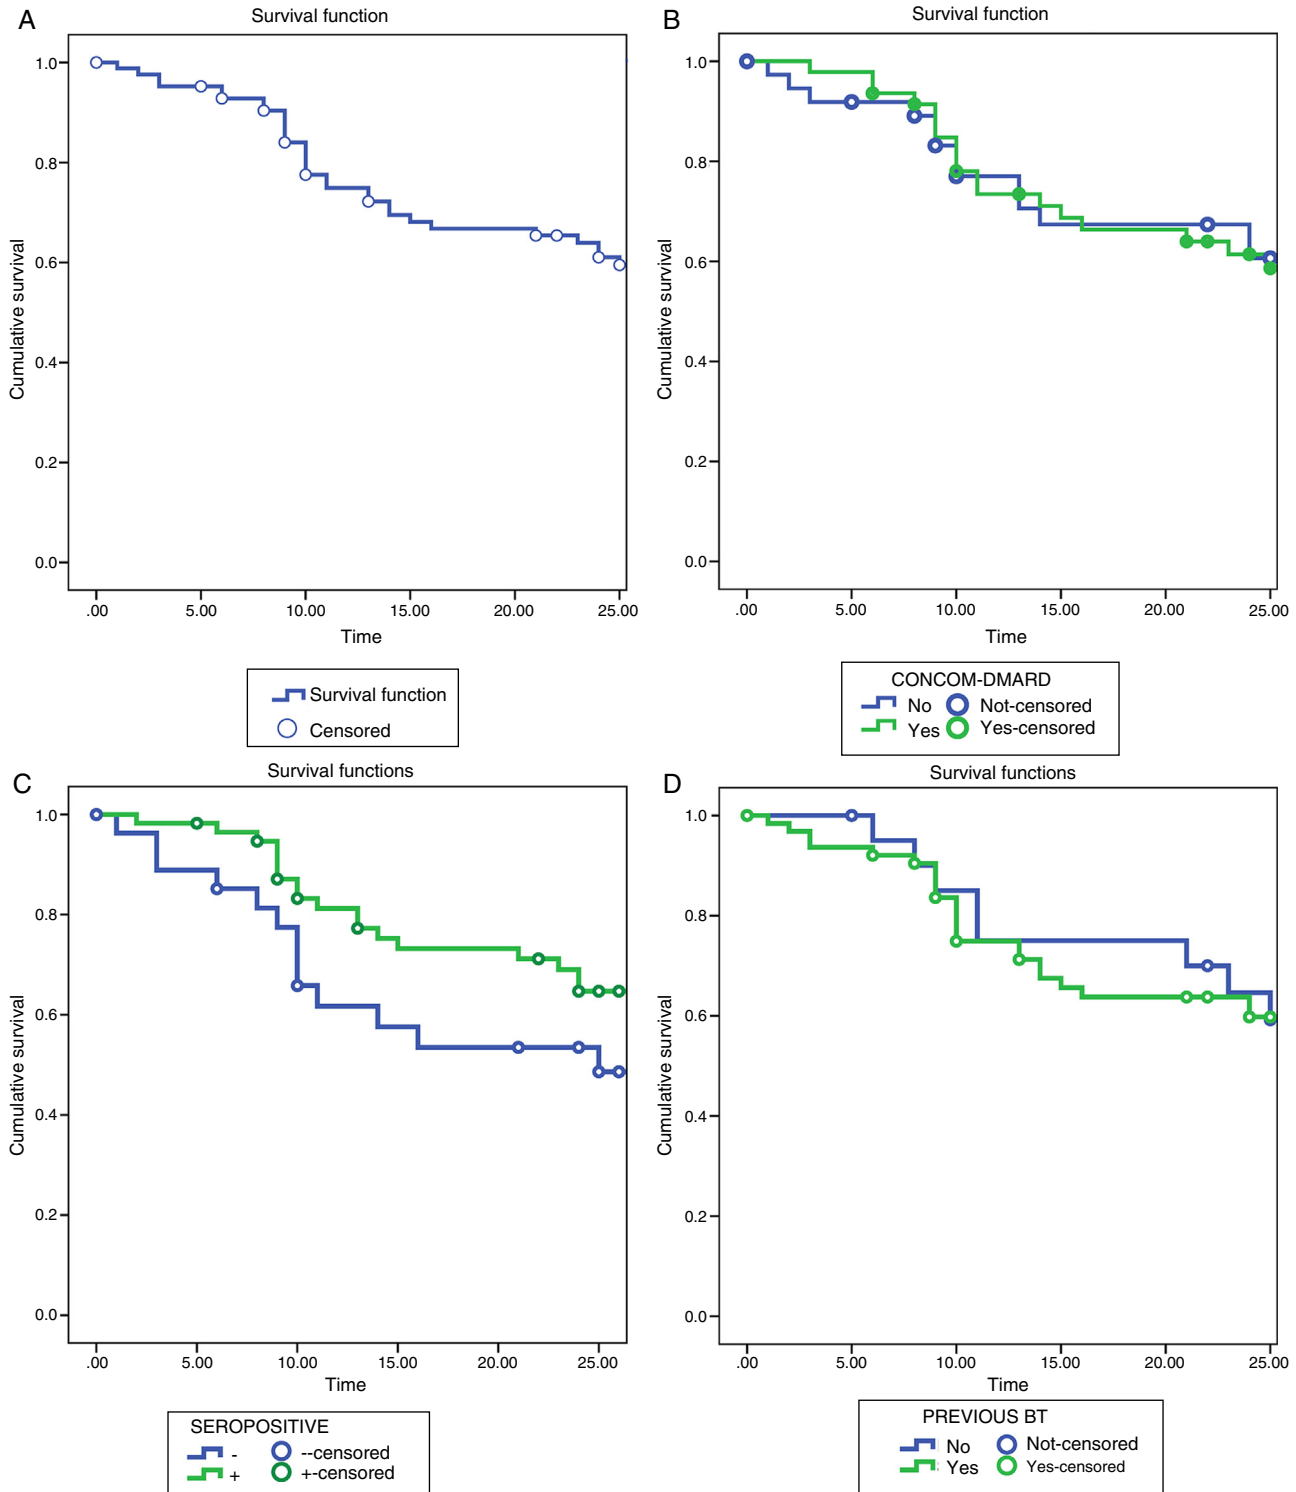 A
Survival function
Cumulative survival
1.0
0.8
0.6
0.4
0.2
0.0
.00 5.00 10.00 15.00 20.00 25.00
Time
Survival function
Censored
B
Survival function
Cumulative survival
1.0
0.8
0.6
0.4
0.2
0.0
.00 5.00 10.00 15.00 20.00 25.00
Time
CONCOM-DMARD
No Not-censored
Yes Yes-censored
C
Survival functions
Cumulative survival
1.0
0.8
0.6
0.4
0.2
0.0
.00 5.00 10.00 15.00 20.00 25.00
Time
SEROPOSITIVE
- --censored
+ +-censored
D
Survival functions
Cumulative survival
1.0
0.8
0.6
0.4
0.2
0.0
.00 5.00 10.00 15.00 20.00 25.00
Time
PREVIOUS BT
No Not-censored
Yes Yes-censored